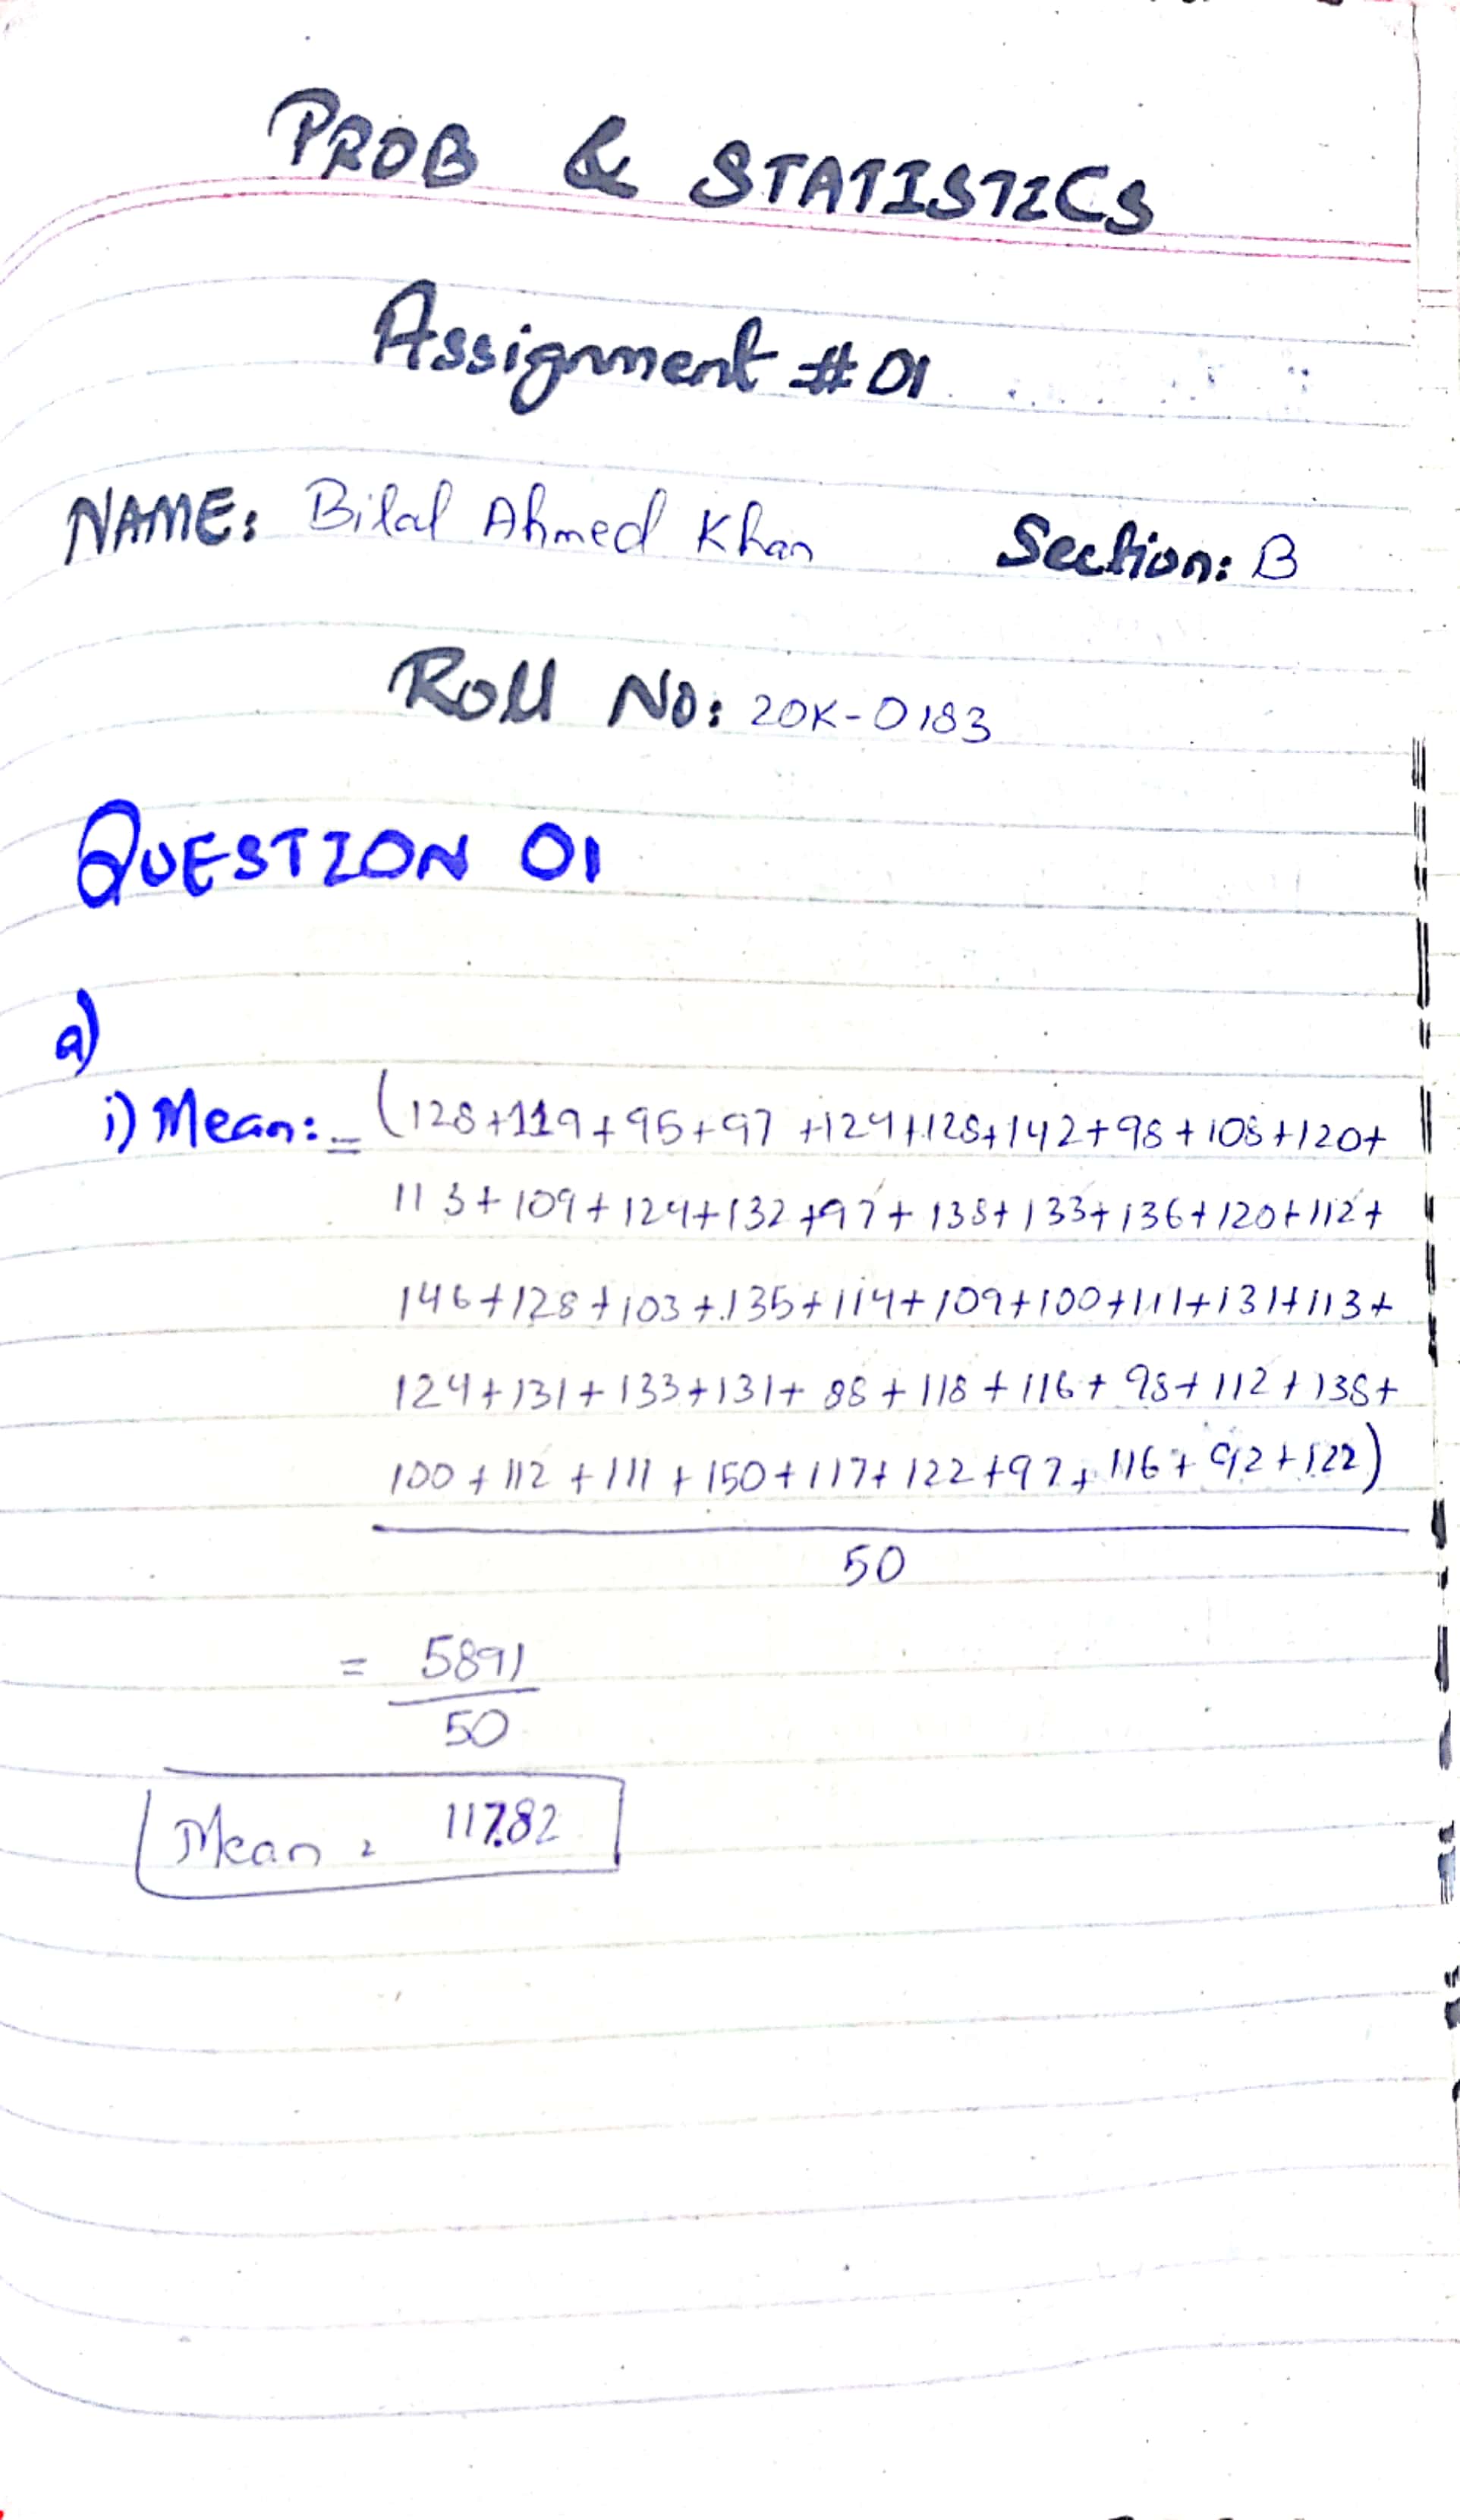 PROB & STATISTICS
Assignment #01
NAME: Bilal Ahmed Khan Section: B
Roll No: 20K-0183
QUESTION 01
a)
i) Mean: = (128+119+95+97+124+128+142+98+108+120+
113+109+124+132+97+138+133+136+120+112+
146+128+103+135+114+109+100+111+131+113+
124+131+133+131+88+118+116+98+112+138+
100+112+111+150+117+122+97+116+92+122)
50
= 5891
50
Mean = 117.82